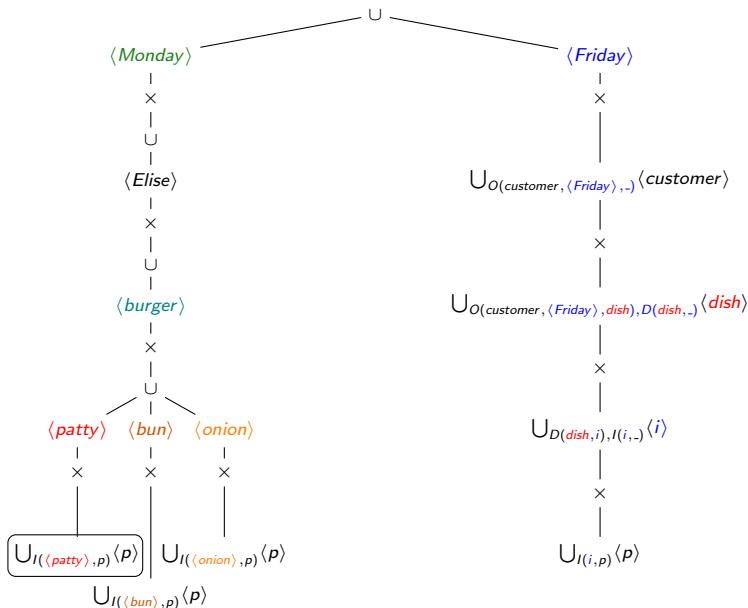 ∪
⟨Monday⟩ ⟨Friday⟩
× ×
∪
⟨Elise⟩ ⋃O(customer,⟨Friday⟩,_)⟨customer⟩
× ×
∪
⟨burger⟩ ⋃O(customer,⟨Friday⟩,dish),D(dish,_)⟨dish⟩
× ×
∪
⟨patty⟩ ⟨bun⟩ ⟨onion⟩ ⋃D(dish,i),I(i,_)⟨i⟩
× × × ×
⋃I(⟨patty⟩,p)⟨p⟩ ⋃I(⟨onion⟩,p)⟨p⟩ ⋃I(i,p)⟨p⟩
⋃I(⟨bun⟩,p)⟨p⟩